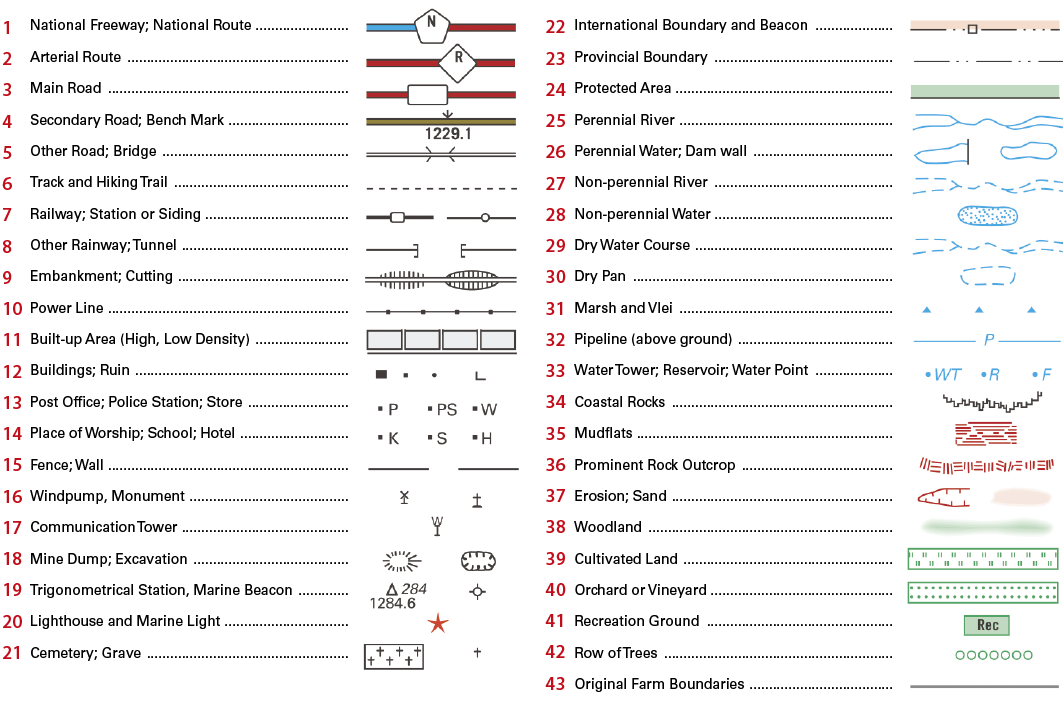 1 National Freeway; National Route ........................ N
2 Arterial Route ........................ R
3 Main Road ........................
4 Secondary Road; Bench Mark ........................ 1229.1
5 Other Road; Bridge ........................
6 Track and Hiking Trail ........................
7 Railway; Station or Siding ........................
8 Other Rainway; Tunnel ........................
9 Embankment; Cutting ........................
10 Power Line ........................
11 Built-up Area (High, Low Density) ........................
12 Buildings; Ruin ........................
13 Post Office; Police Station; Store ........................ P PS W
14 Place of Worship; School; Hotel ........................ K S H
15 Fence; Wall ........................
16 Windpump, Monument ........................
17 Communication Tower ........................ W
18 Mine Dump; Excavation ........................
19 Trigonometrical Station, Marine Beacon ............ 284
1284.6
20 Lighthouse and Marine Light ........................
21 Cemetery; Grave ........................
22 International Boundary and Beacon ........................
23 Provincial Boundary ........................
24 Protected Area ........................
25 Perennial River ........................
26 Perennial Water; Dam wall ........................
27 Non-perennial River ........................
28 Non-perennial Water ........................
29 Dry Water Course ........................
30 Dry Pan ........................
31 Marsh and Vlei ........................
32 Pipeline (above ground) ........................ P
33 Water Tower; Reservoir; Water Point ........................ WT R F
34 Coastal Rocks ........................
35 Mudflats ........................
36 Prominent Rock Outcrop ........................
37 Erosion; Sand ........................
38 Woodland ........................
39 Cultivated Land ........................
40 Orchard or Vineyard ........................
41 Recreation Ground ........................ Rec
42 Row of Trees ........................
43 Original Farm Boundaries ........................